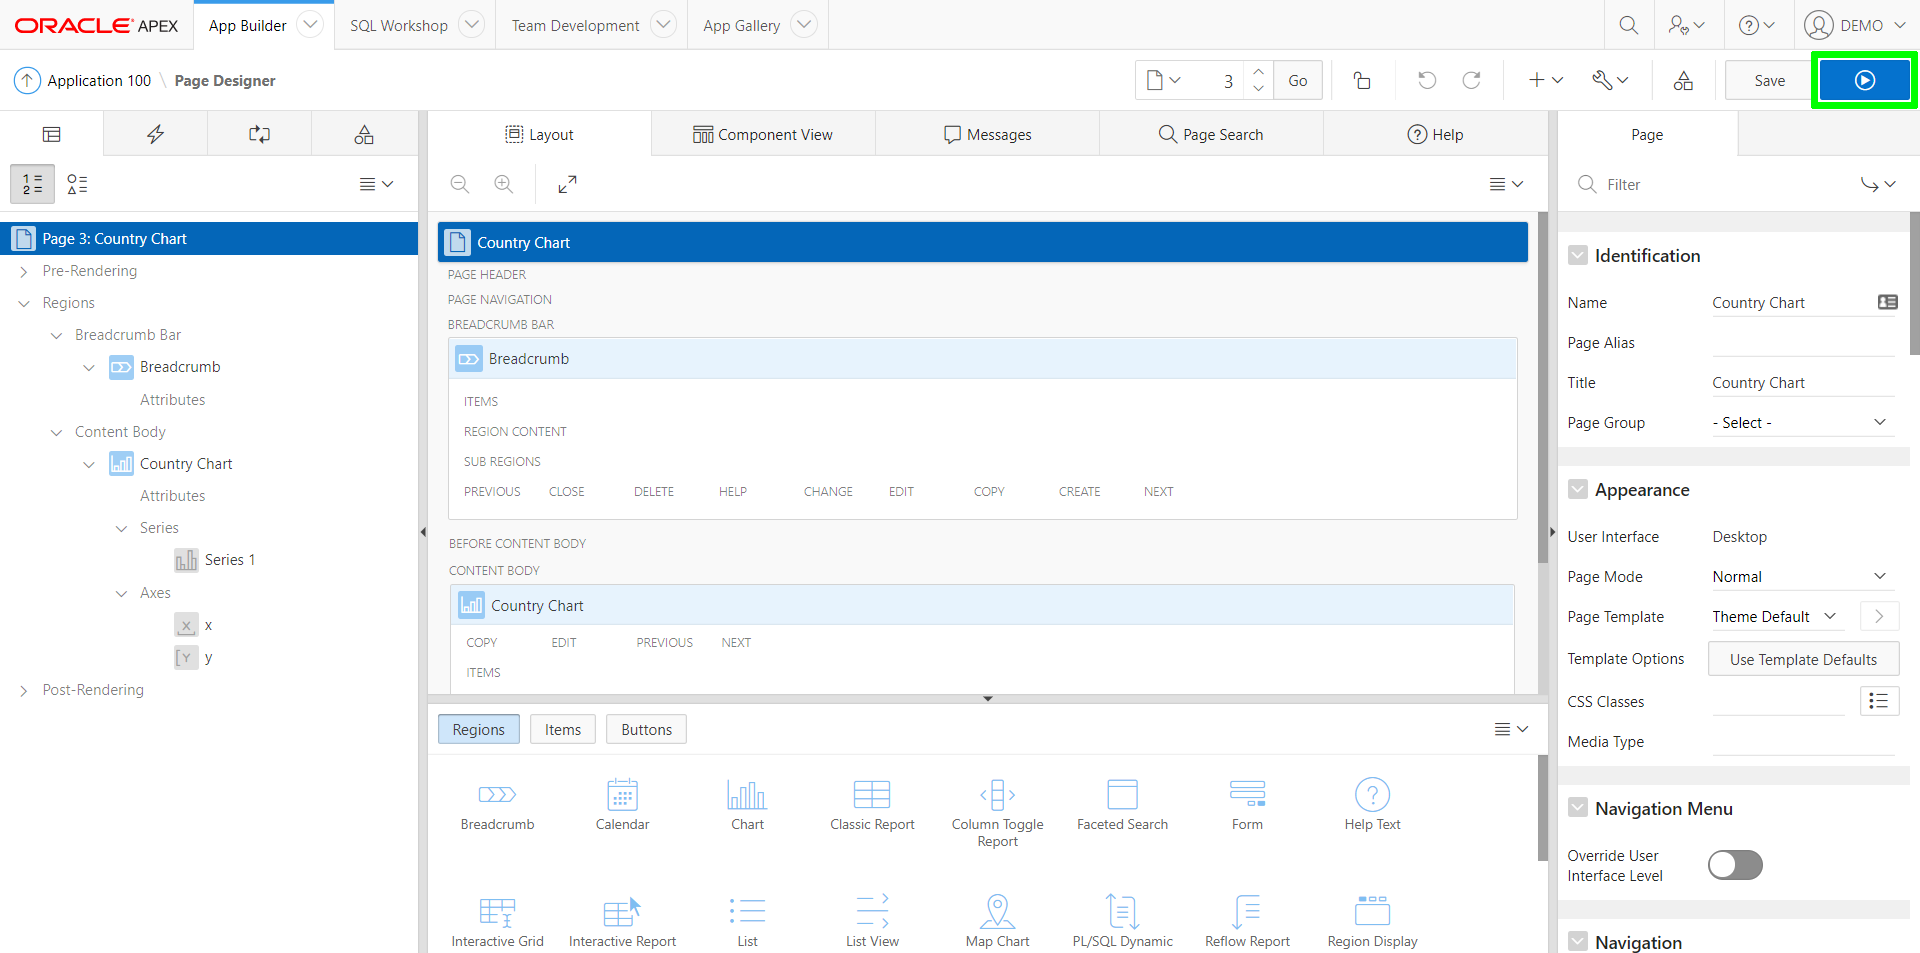 ORACLE APEX App Builder SQL Workshop Team Development App Gallery DEMO
Application 100 \ Page Designer 3 Go Save
Layout Component View Messages Page Search Help Page
Filter
Page 3: Country Chart
Pre-Rendering
Regions
Breadcrumb Bar
Breadcrumb
Attributes
Content Body
Country Chart
Attributes
Series
Series 1
Axes
x
y
Post-Rendering
Country Chart
PAGE HEADER
PAGE NAVIGATION
BREADCRUMB BAR
Breadcrumb
ITEMS
REGION CONTENT
SUB REGIONS
PREVIOUS CLOSE DELETE HELP CHANGE EDIT COPY CREATE NEXT
BEFORE CONTENT BODY
CONTENT BODY
Country Chart
COPY EDIT PREVIOUS NEXT
ITEMS
Regions Items Buttons
Breadcrumb Calendar Chart Classic Report Column Toggle Report Faceted Search Form Help Text
Interactive Grid Interactive Report List List View Map Chart PL/SQL Dynamic Reflow Report Region Display
Identification
Name Country Chart
Page Alias
Title Country Chart
Page Group - Select -
Appearance
User Interface Desktop
Page Mode Normal
Page Template Theme Default
Template Options Use Template Defaults
CSS Classes
Media Type
Navigation Menu
Override User
Interface Level
Navigation